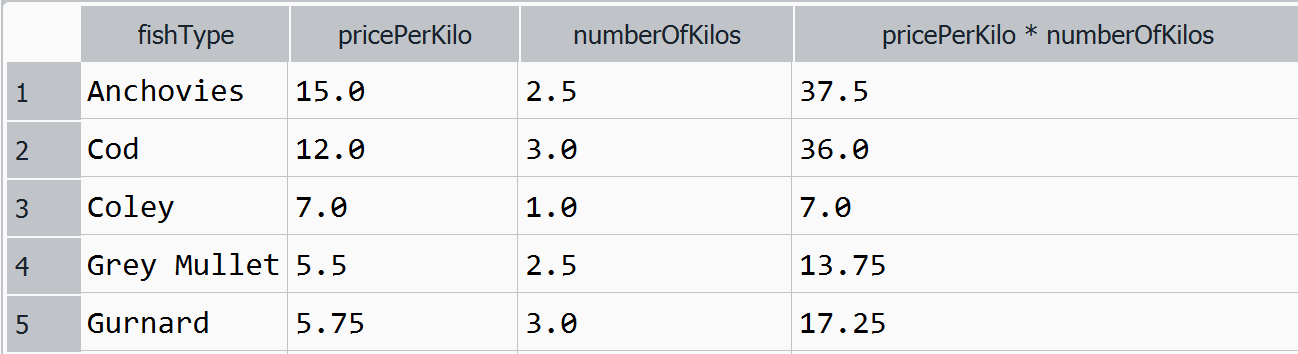 fishType pricePerKilo numberOfKilos pricePerKilo * numberOfKilos
1 Anchovies 15.0 2.5 37.5
2 Cod 12.0 3.0 36.0
3 Coley 7.0 1.0 7.0
4 Grey Mullet 5.5 2.5 13.75
5 Gurnard 5.75 3.0 17.25